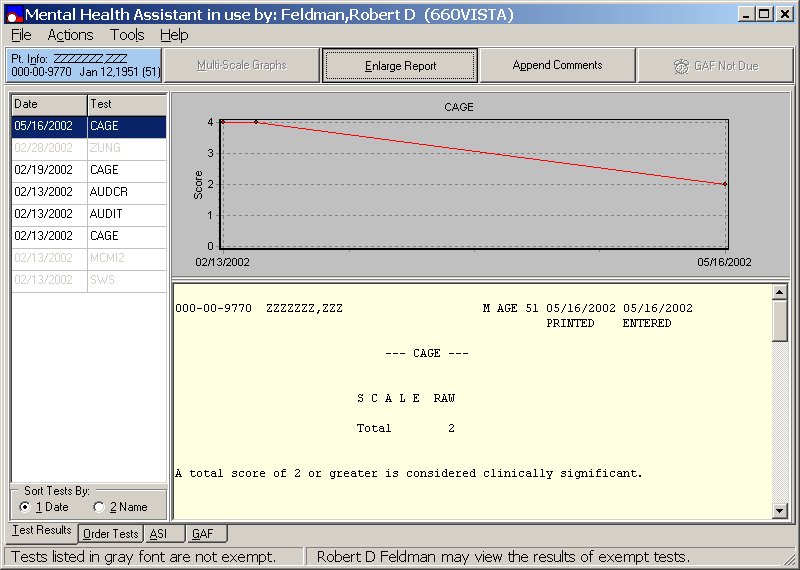 Mental Health Assistant in use by: Feldman,Robert D (660VISTA)
File Actions Tools Help
Pt. Info: ZZZZZZZZ,ZZZ
000-00-9770 Jan 12,1951 (51)
Multi-Scale Graphs
Enlarge Report
Append Comments
GAF Not Due
Date Test
05/16/2002 CAGE
02/28/2002 ZUNG
02/19/2002 CAGE
02/13/2002 AUDCR
02/13/2002 AUDIT
02/13/2002 CAGE
02/13/2002 MCMI2
02/13/2002 SWS
Sort Tests By:
1 Date 2 Name
CAGE
Score
4
3
2
1
0
02/13/2002 05/16/2002
000-00-9770 ZZZZZZZ,ZZZ M AGE 51 05/16/2002 05/16/2002
PRINTED ENTERED
--- CAGE ---
S C A L E RAW
Total 2
A total score of 2 or greater is considered clinically significant.
Test Results Order Tests ASI GAF
Tests listed in gray font are not exempt. Robert D Feldman may view the results of exempt tests.